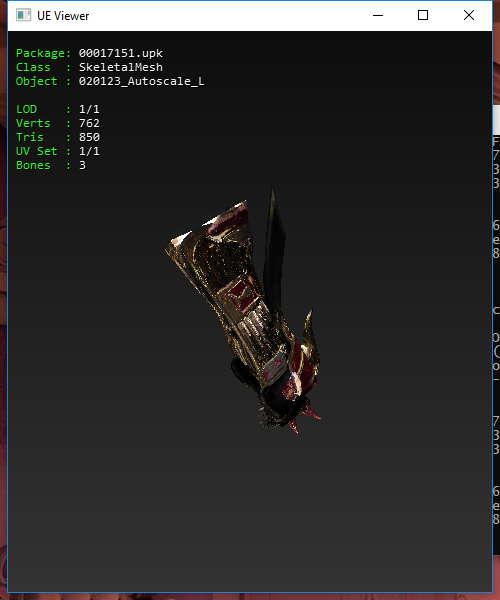 UE Viewer
Package: 00017151.upk
Class : SkeletalMesh
Object : 020123_Autoscale_L
LOD : 1/1
Verts : 762
Tris : 850
UV Set : 1/1
Bones : 3